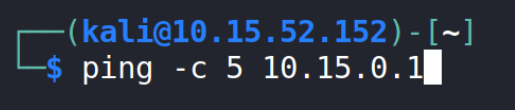 ┌──(kali@10.15.52.152)-[~]
└─$ ping -c 5 10.15.0.1